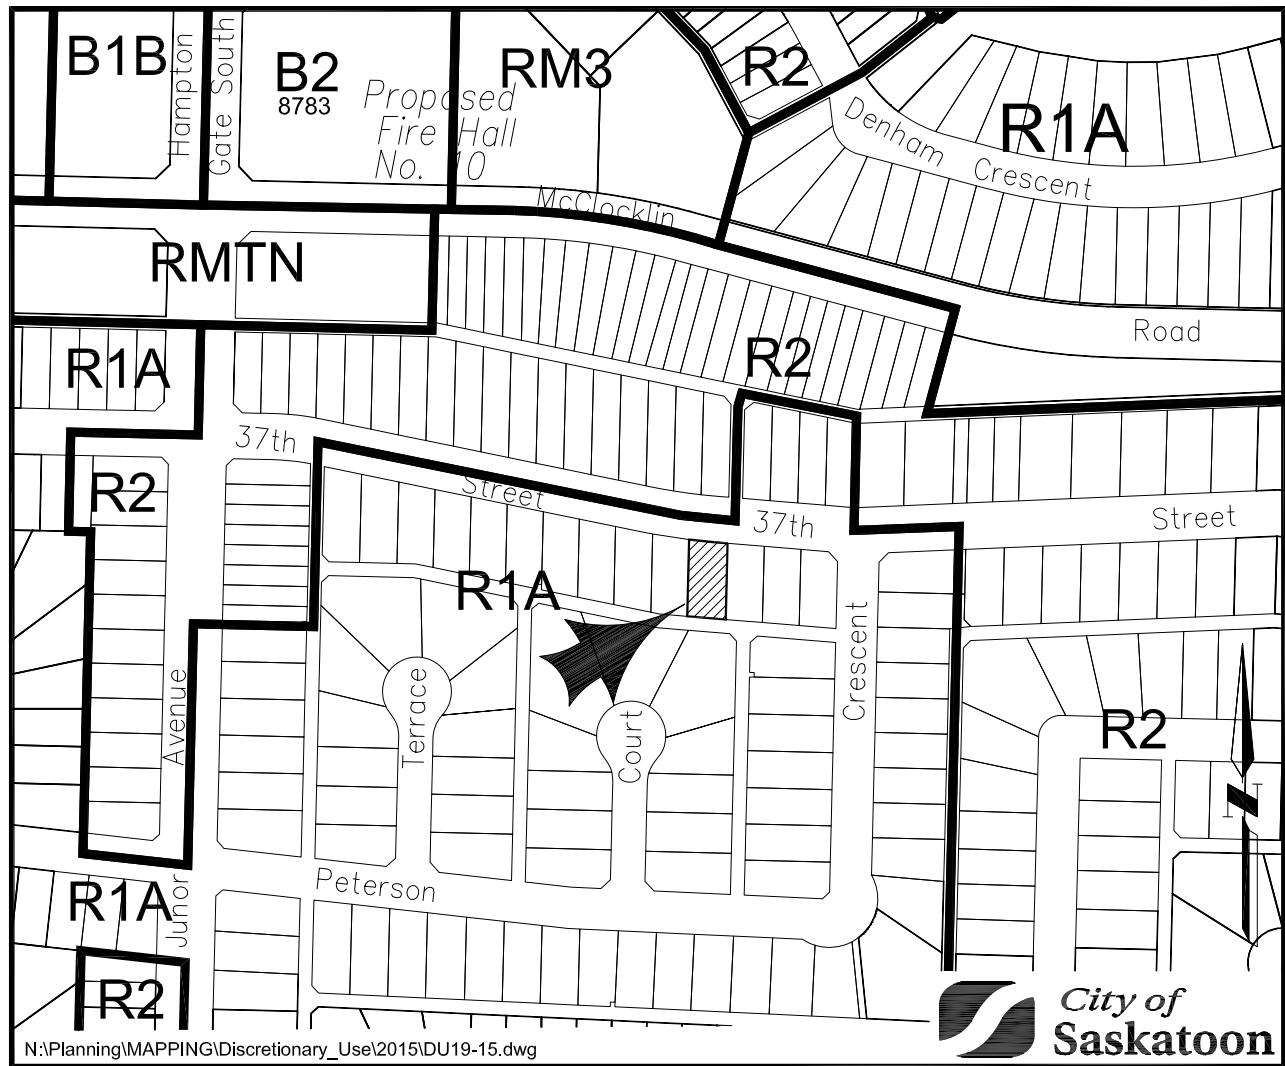 B1B
Hampton
Gate South
B2
8783
Proposed
Fire Hall
No. 10
RM3
R2
R1A
Denham
Crescent
McClocklin
RMTN
Road
R1A
R2
37th
Street
R2
37th
Street
R1A
Crescent
Avenue
Terrace
Court
R2
N
Peterson
R1A
Junor
R2
City of
Saskatoon
N:\Planning\MAPPING\Discretionary_Use\2015\DU19-15.dwg